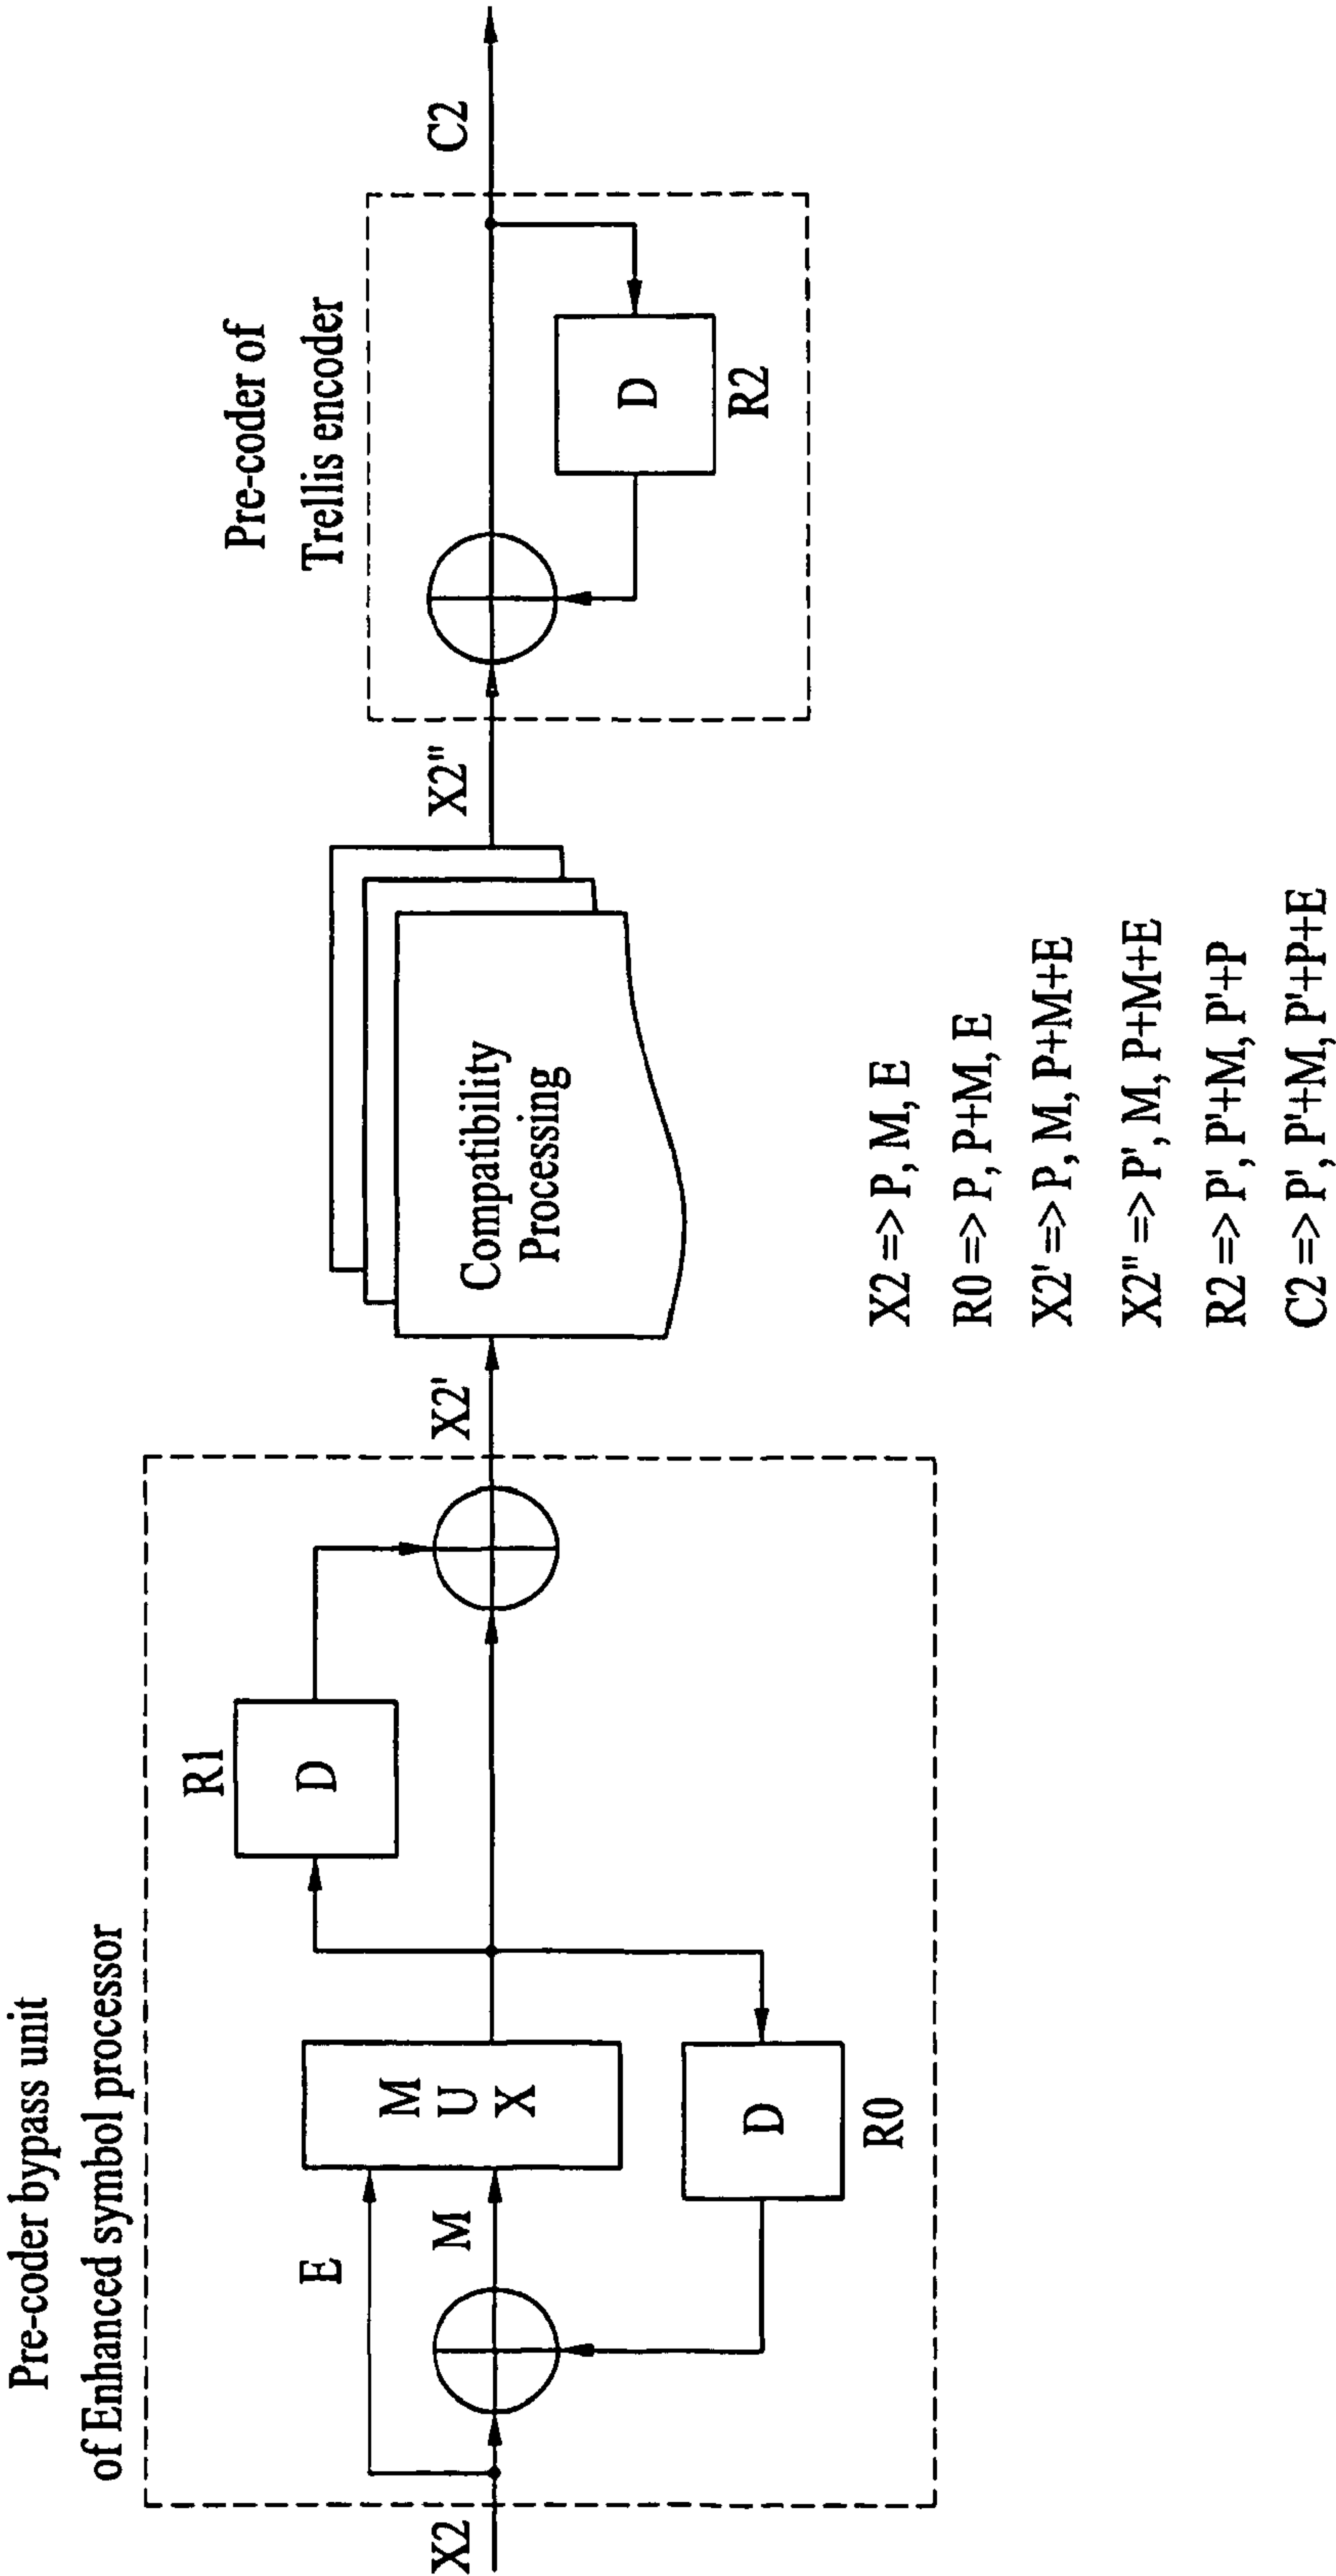 Pre-coder bypass unit
of Enhanced symbol processor
X2
E
M
M
U
X
D
R0
R1
D
X2'
Compatibility
Processing
X2"
Pre-coder of
Trellis encoder
D
R2
C2
X2 => P, M, E
R0 => P, P+M, E
X2' => P, M, P+M+E
X2" => P', M, P+M+E
R2 => P', P'+M, P'+P
C2 => P', P'+M, P'+P+E